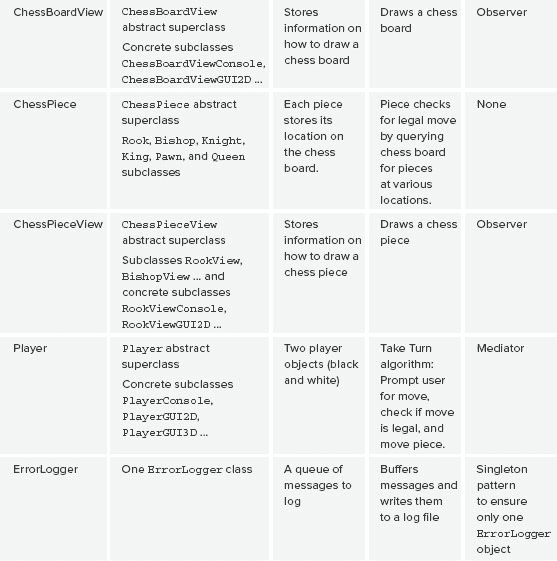 ChessBoardView
ChessBoardView
abstract superclass
Concrete subclasses
ChessBoardViewConsole,
ChessBoardViewGUI2D ...
Stores
information on
how to draw a
chess board
Draws a chess
board
Observer
ChessPiece
ChessPiece abstract
superclass
Rook, Bishop, Knight,
King, Pawn, and Queen
subclasses
Each piece
stores its
location on
the chess
board.
Piece checks
for legal move
by querying
chess board
for pieces
at various
locations.
None
ChessPieceView
ChessPieceView
abstract superclass
Subclasses RookView,
BishopView ... and
concrete subclasses
RookViewConsole,
RookViewGUI2D ...
Stores
information on
how to draw a
chess piece
Draws a chess
piece
Observer
Player
Player abstract
superclass
Concrete subclasses
PlayerConsole,
PlayerGUI2D,
PlayerGUI3D ...
Two player
objects (black
and white)
Take Turn
algorithm:
Prompt user
for move,
check if move
is legal, and
move piece.
Mediator
ErrorLogger
One ErrorLogger class
A queue of
messages to
log
Buffers
messages and
writes them
to a log file
Singleton
pattern
to ensure
only one
ErrorLogger
object